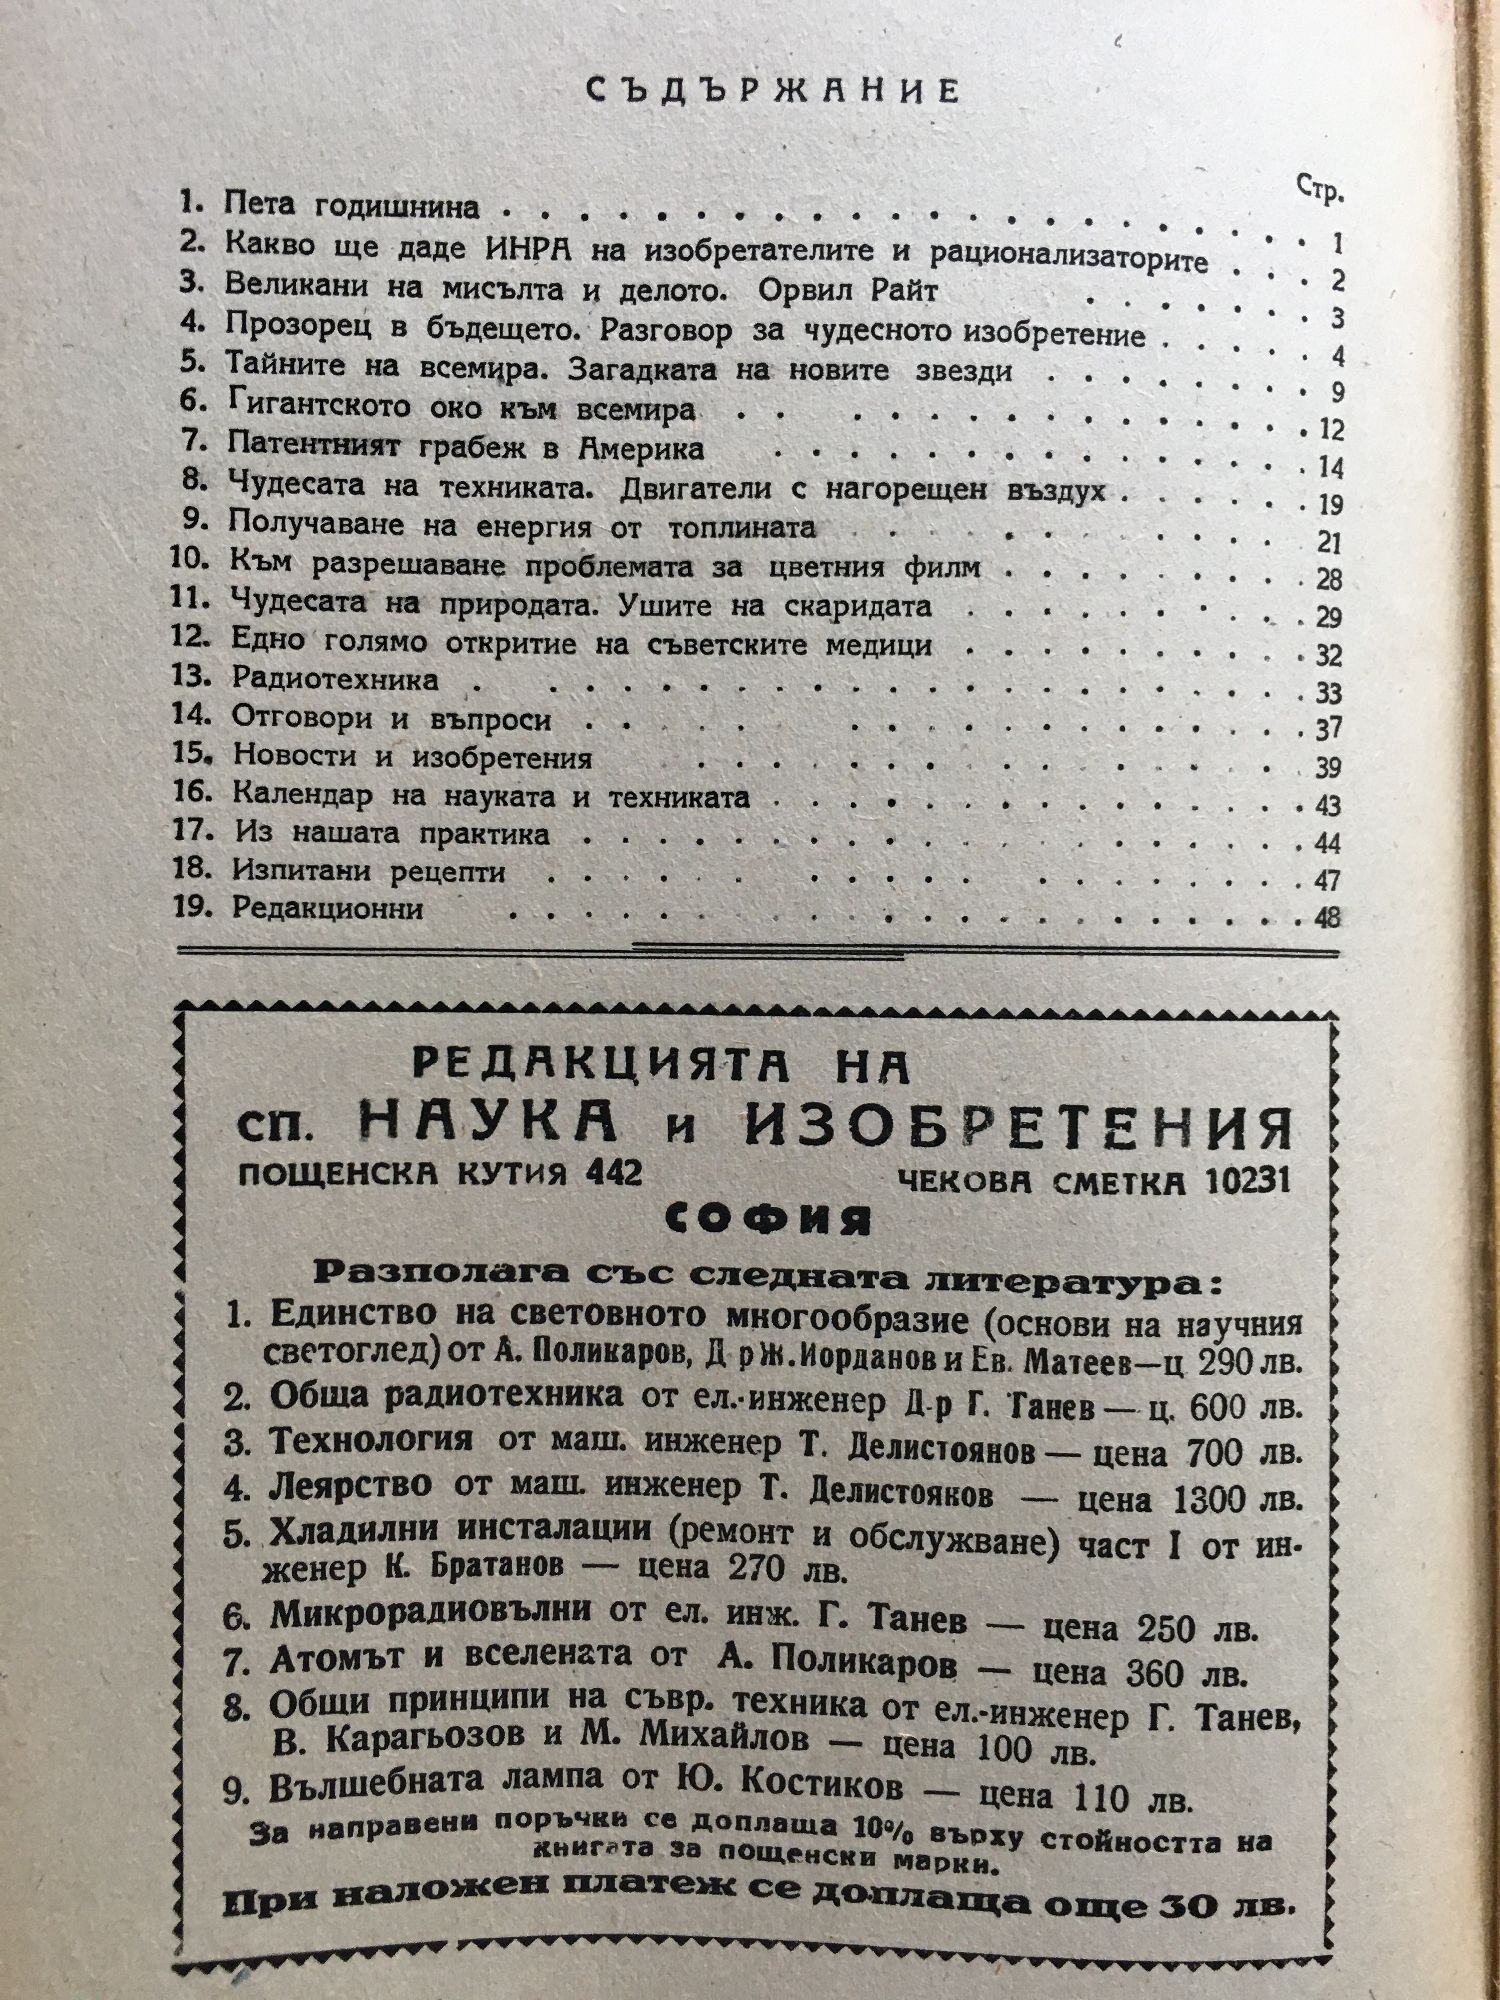 СЪДЪРЖАНИЕ
Стр.
1. Пета годишнина . . . . . . . . . . . . . . . . . . . . . 1
2. Какво ще даде ИНРА на изобретателите и рационализаторите . . . 2
3. Великани на мисълта и делото. Орвил Райт . . . . . . . 3
4. Прозорец в бъдещето. Разговор за чудесното изобретение . . . . . 4
5. Тайните на всемира. Загадката на новите звезди . . . . . . . 9
6. Гигантското око към всемира . . . . . . . . . . . . . . 12
7. Патентният грабеж в Америка . . . . . . . . . . . . . . 14
8. Чудесата на техниката. Двигатели с нагорещен въздух . . . . . . 19
9. Получаване на енергия от топлината . . . . . . . . . . . 21
10. Към разрешаване проблемата за цветния филм . . . . . . . . . 28
11. Чудесата на природата. Ушите на скаридата . . . . . . . . . 29
12. Едно голямо откритие на съветските медици . . . . . . . . . . 32
13. Радиотехника . . . . . . . . . . . . . . . . . . . . . . 33
14. Отговори и въпроси . . . . . . . . . . . . . . . . . . 37
15. Новости и изобретения . . . . . . . . . . . . . . . 39
16. Календар на науката и техниката . . . . . . . . . . . . . . . 43
17. Из нашата практика . . . . . . . . . . . . . . . . . . . . 44
18. Изпитани рецепти . . . . . . . . . . . . . . . . . . . 47
19. Редакционни . . . . . . . . . . . . . . . . . . . . . . 48
РЕДАКЦИЯТА НА
СП. НАУКА и ИЗОБРЕТЕНИЯ
ПОЩЕНСКА КУТИЯ 442 ЧЕКОВА СМЕТКА 10231
СОФИЯ
Разполага със следната литература:
1. Единство на световното многообразие (основи на научния
светоглед) от А. Поликаров, Д р Ж. Иорданов и Ев. Матеев—ц 290 лв.
2. Обша радиотехника от ел.-инженер Д-р Г. Танев — ц. 600 лв.
3. Технология от маш. инженер Т. Делистоянов — цена 700 лв.
4. Леярство от маш. инженер Т. Делистоянов — цена 1300 лв.
5. Хладилни инсталации (ремонт и обслужване) част I от ин-
женер К. Братанов — цена 270 лв.
6. Микрорадиовълни от ел. инж. Г. Танев — цена 250 лв.
7. Атомът и вселената от А. Поликаров — цена 360 лв.
8. Общи принципи на съвр. техника от ел.-инженер Г. Танев,
В. Карагьозов и М. Михайлов — цена 100 лв.
9. Вълшебната лампа от Ю. Костиков — цена 110 лв.
За направени поръчки се доплаша 10% върху стойността на
книгата за пощенски марки.
При наложен платеж се доплаща още 30 лв.